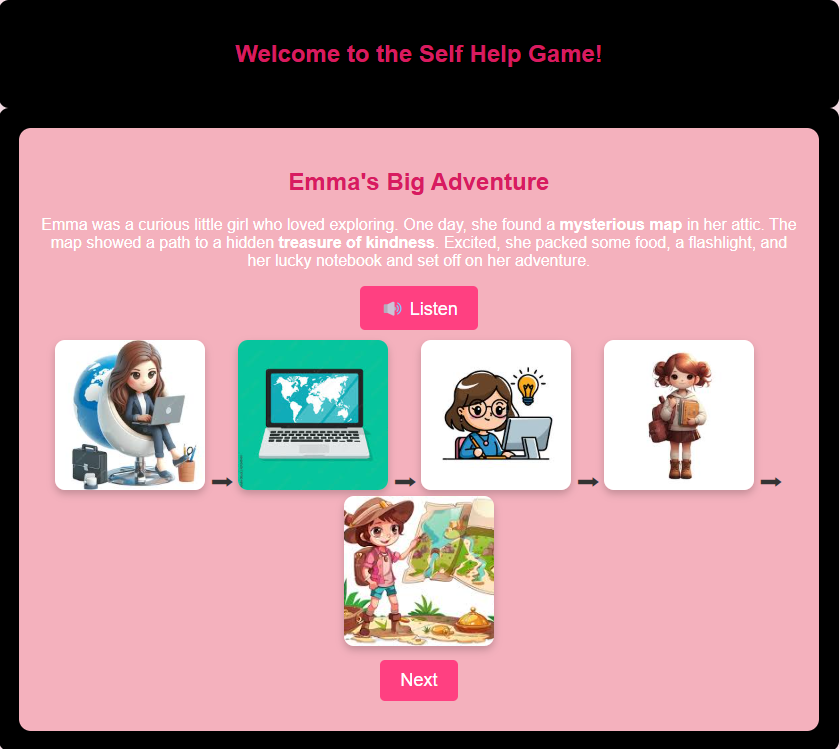 Welcome to the Self Help Game!
Emma's Big Adventure
Emma was a curious little girl who loved exploring. One day, she found a mysterious map in her attic. The
map showed a path to a hidden treasure of kindness. Excited, she packed some food, a flashlight, and
her lucky notebook and set off on her adventure.
Listen
Next